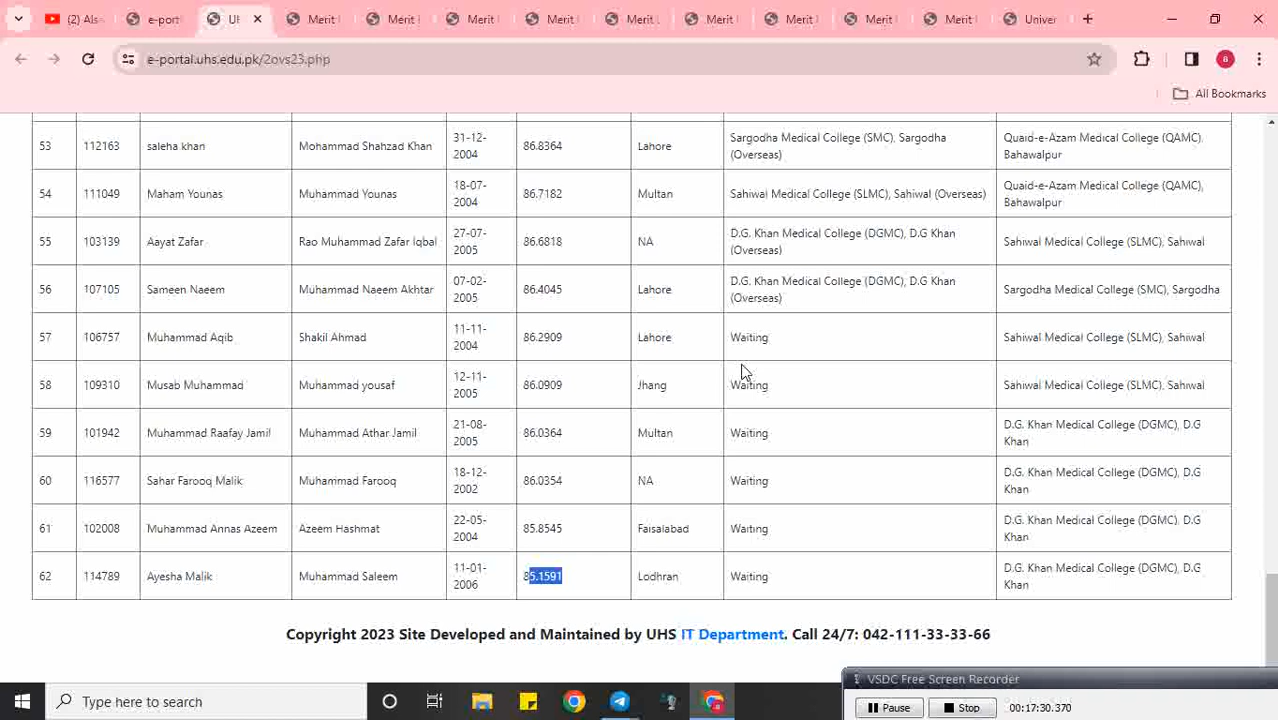 (2) Als
e-port
UH
Merit
Merit
Merit
Merit
Merit
Merit
Merit
Merit
Merit
Univer
e-portal.uhs.edu.pk/2ovs23.php
8
All Bookmarks
53 112163 saleha khan Mohammad Shahzad Khan 31-12-2004 86.8364 Lahore Sargodha Medical College (SMC), Sargodha (Overseas) Quaid-e-Azam Medical College (QAMC), Bahawalpur
54 111049 Maham Younas Muhammad Younas 18-07-2004 86.7182 Multan Sahiwal Medical College (SLMC), Sahiwal (Overseas) Quaid-e-Azam Medical College (QAMC), Bahawalpur
55 103139 Aayat Zafar Rao Muhammad Zafar Iqbal 27-07-2005 86.6818 NA D.G. Khan Medical College (DGMC), D.G Khan (Overseas) Sahiwal Medical College (SLMC), Sahiwal
56 107105 Sameen Naeem Muhammad Naeem Akhtar 07-02-2005 86.4045 Lahore D.G. Khan Medical College (DGMC), D.G Khan (Overseas) Sargodha Medical College (SMC), Sargodha
57 106757 Muhammad Aqib Shakil Ahmad 11-11-2004 86.2909 Lahore Waiting Sahiwal Medical College (SLMC), Sahiwal
58 109310 Musab Muhammad Muhammad yousaf 12-11-2005 86.0909 Jhang Waiting Sahiwal Medical College (SLMC), Sahiwal
59 101942 Muhammad Raafay Jamil Muhammad Athar Jamil 21-08-2005 86.0364 Multan Waiting D.G. Khan Medical College (DGMC), D.G Khan
60 116577 Sahar Farooq Malik Muhammad Farooq 18-12-2002 86.0354 NA Waiting D.G. Khan Medical College (DGMC), D.G Khan
61 102008 Muhammad Annas Azeem Azeem Hashmat 22-05-2004 85.8545 Faisalabad Waiting D.G. Khan Medical College (DGMC), D.G Khan
62 114789 Ayesha Malik Muhammad Saleem 11-01-2006 85.1591 Lodhran Waiting D.G. Khan Medical College (DGMC), D.G Khan
Copyright 2023 Site Developed and Maintained by UHS IT Department. Call 24/7: 042-111-33-33-66
VSDC Free Screen Recorder
Type here to search
Pause Stop 00:17:30.370